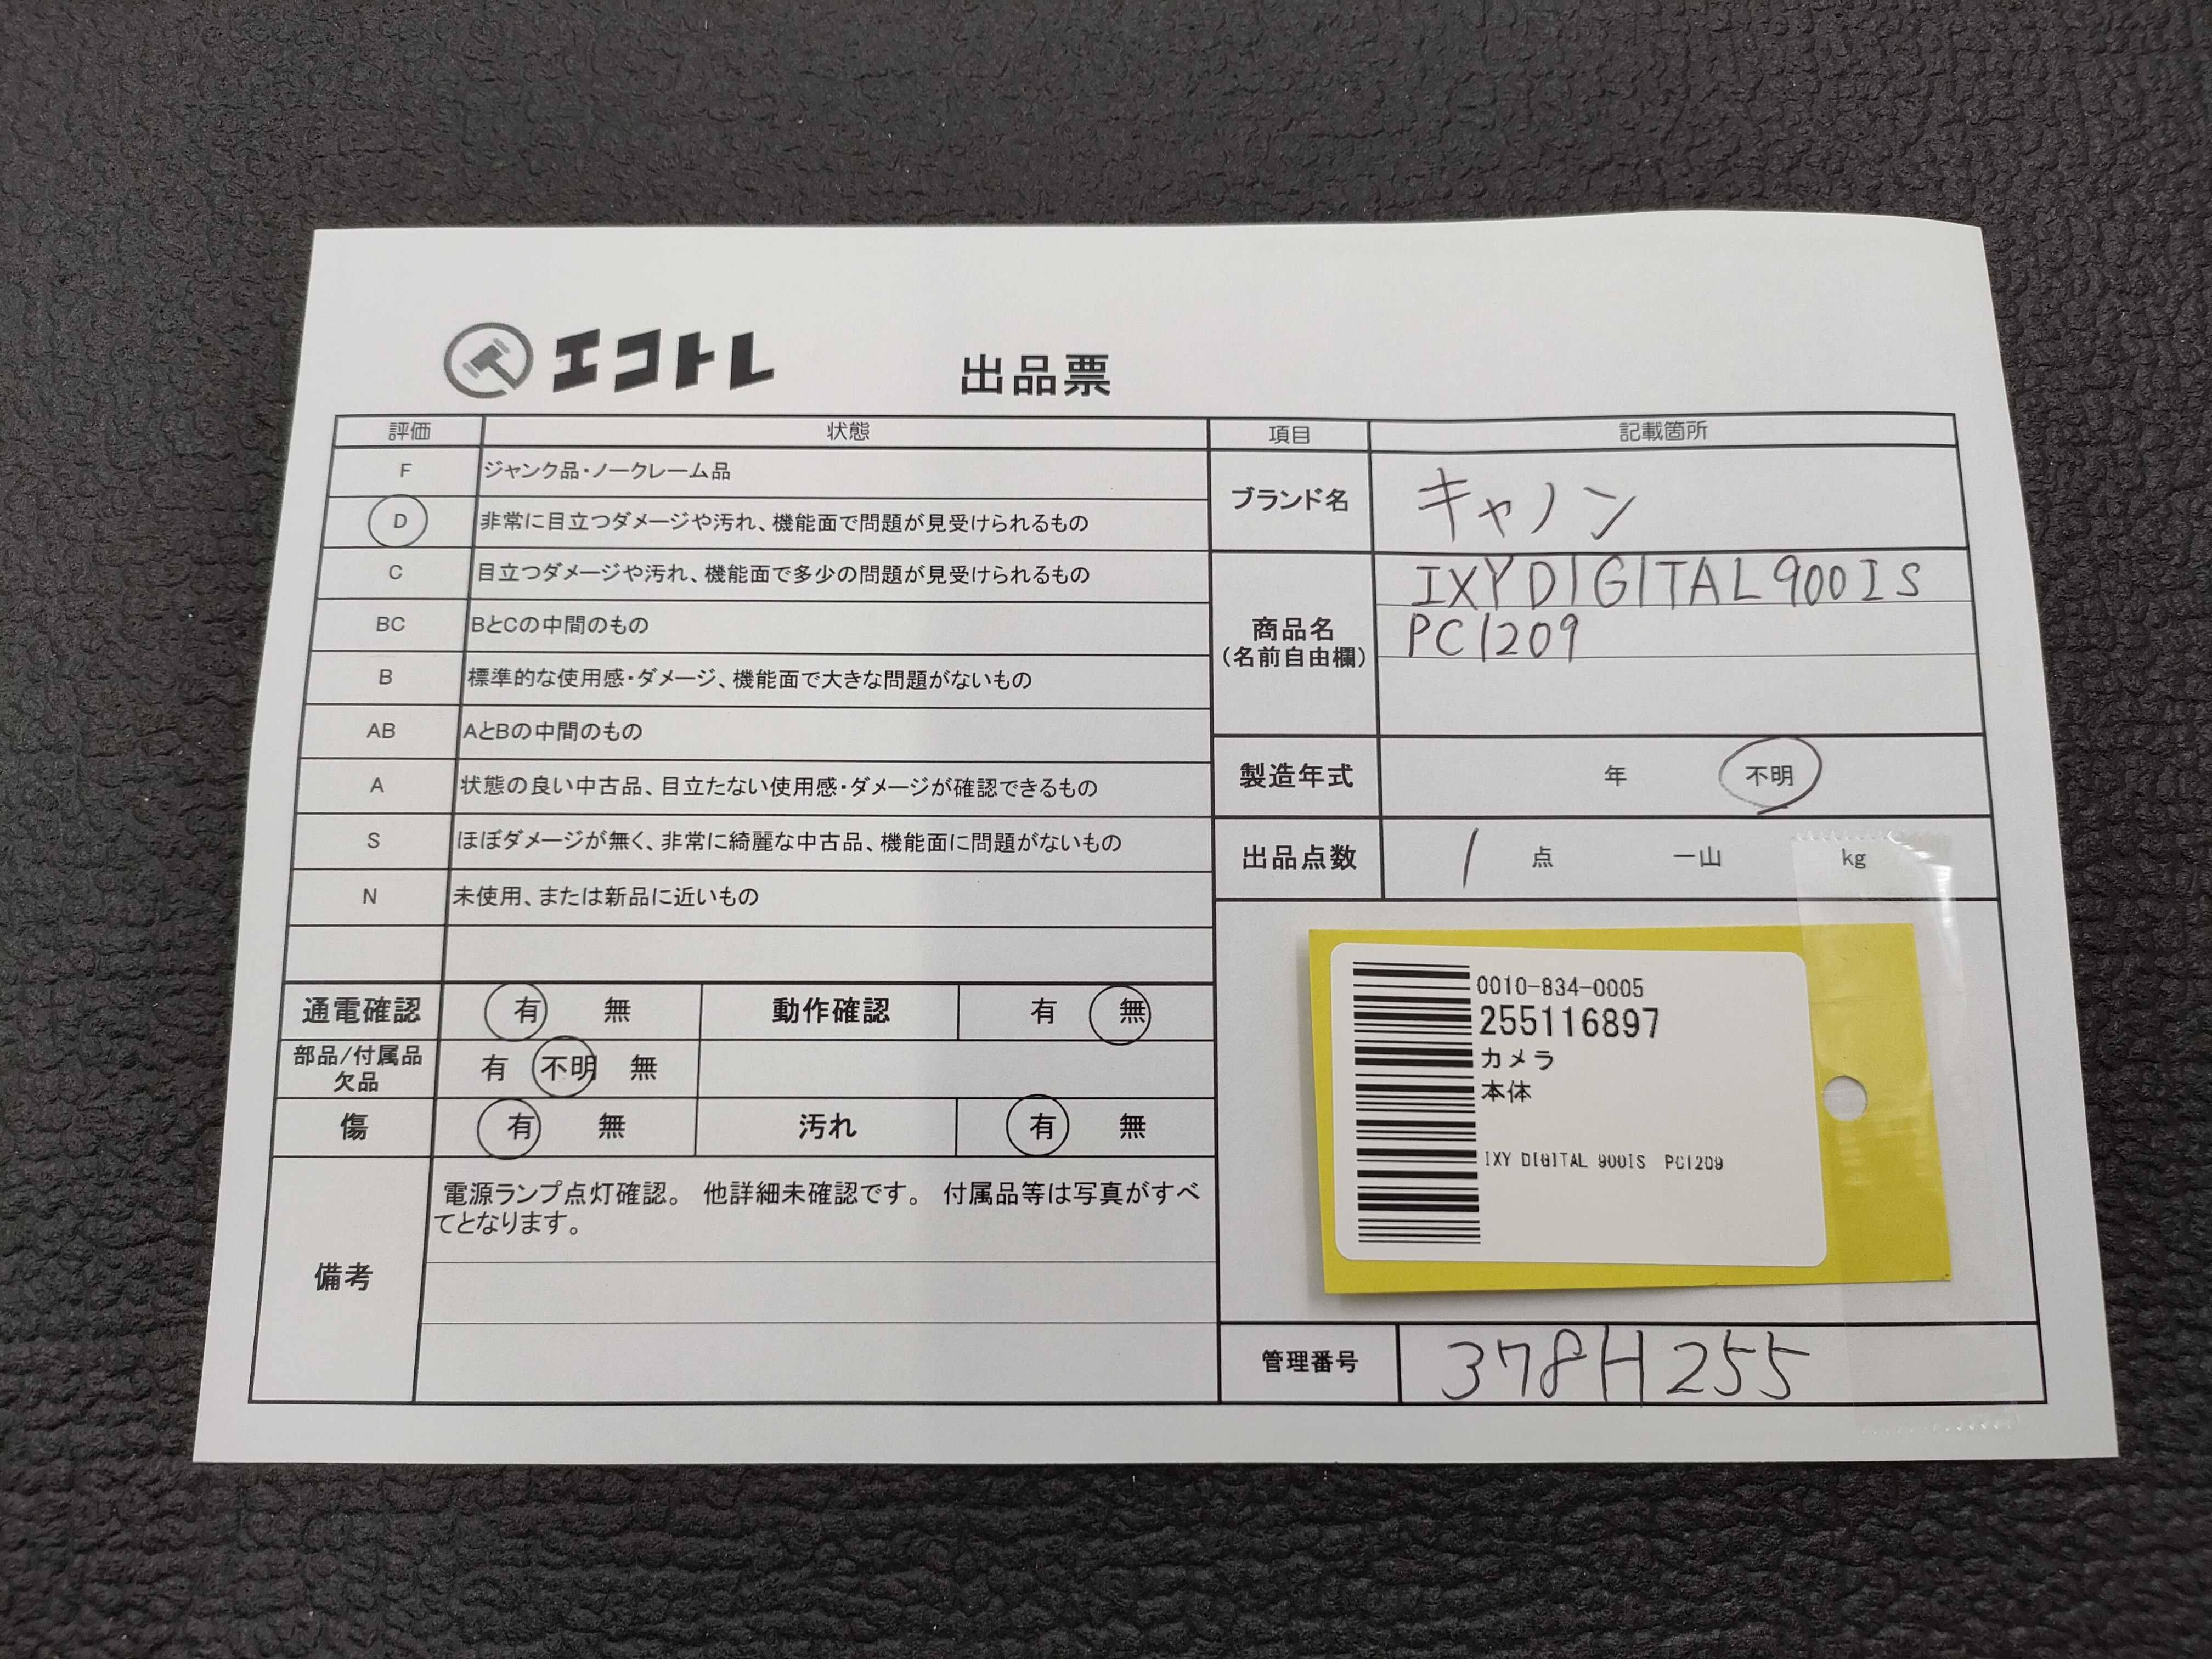 エコトレ
出品票
評価 状態
F ジャンク品・ノークレーム品
D 非常に目立つダメージや汚れ、機能面で問題が見受けられるもの
C 目立つダメージや汚れ、機能面で多少の問題が見受けられるもの
BC BとCの中間のもの
B 標準的な使用感・ダメージ、機能面で大きな問題がないもの
AB AとBの中間のもの
A 状態の良い中古品、目立たない使用感・ダメージが確認できるもの
S ほぼダメージが無く、非常に綺麗な中古品、機能面に問題がないもの
N 未使用、または新品に近いもの
通電確認 有 無 動作確認 有 無
部品/付属品
欠品
有 不明 無
傷 有 無 汚れ 有 無
備考
電源ランプ点灯確認。 他詳細未確認です。 付属品等は写真がすべ
てとなります。
項目 記載箇所
ブランド名 キャノン
商品名
(名前自由欄)
IXY DIGITAL 900IS
PC1209
製造年式 年 不明
出品点数 1 点 一山 kg
0010-834-0005
255116897
カメラ
本体
IXY DIGITAL 900IS PC1209
管理番号 378H255